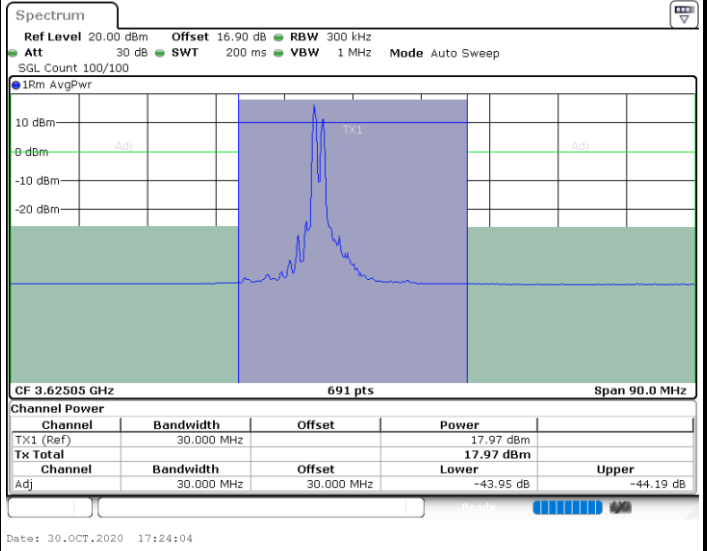 Spectrum
Ref Level 20.00 dBm Offset 16.90 dB RBW 300 kHz
Att 30 dB SWT 200 ms VBW 1 MHz Mode Auto Sweep
SGL Count 100/100
1Rm AvgPwr
10 dBm
TX1
Adj
Adj
0 dBm
-10 dBm
-20 dBm
CF 3.62505 GHz 691 pts Span 90.0 MHz
Channel Power
Channel Bandwidth Offset Power
TX1 (Ref) 30.000 MHz 17.97 dBm
Tx Total 17.97 dBm
Channel Bandwidth Offset Lower Upper
Adj 30.000 MHz 30.000 MHz -43.95 dB -44.19 dB
Ready
Date: 30.OCT.2020 17:24:04